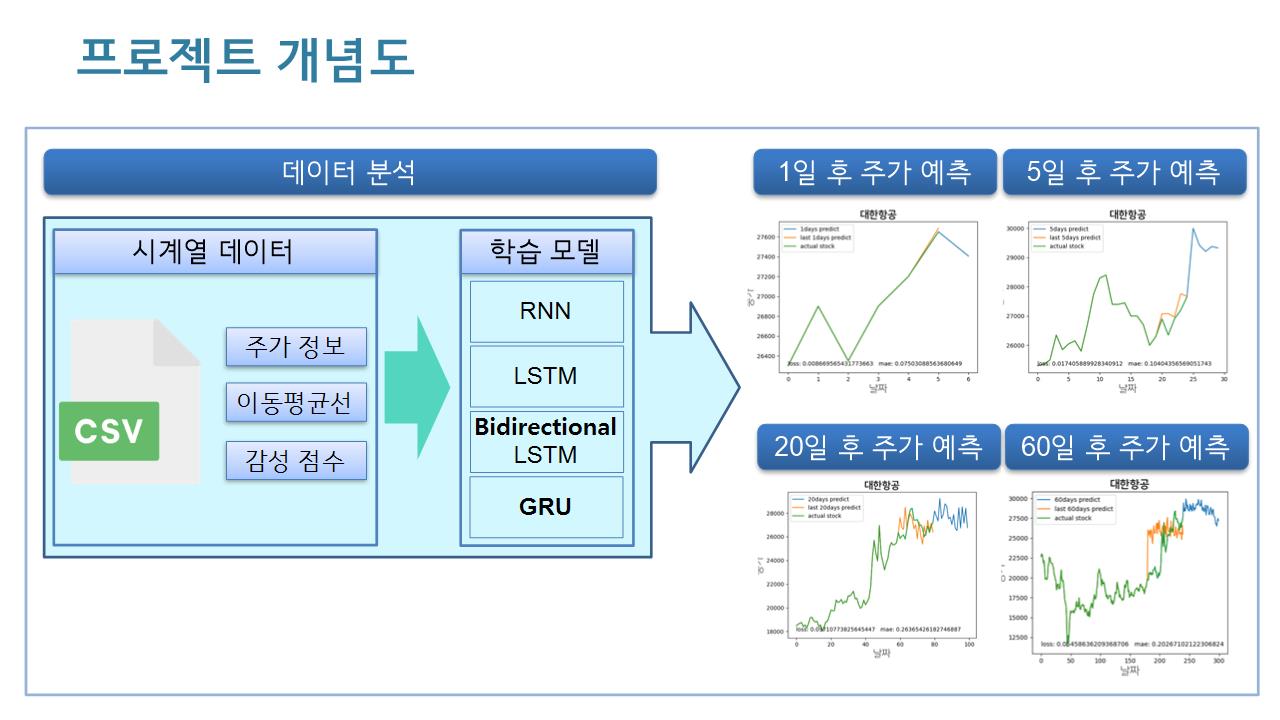 프로젝트 개념도
데이터 분석
시계열 데이터
CSV
주가 정보
이동평균선
감성 점수
학습 모델
RNN
LSTM
Bidirectional
LSTM
GRU
1일 후 주가 예측
대한항공
1days predict
last 1days predict
actual stock
27600
27400
27200
27000
26800
26600
26400
loss: 0.008669565431773663 mae: 0.07503088563680649
0 1 2 3 4 5 6
날짜
5일 후 주가 예측
대한항공
5days predict
last 5days predict
actual stock
30000
29000
28000
27000
26000
loss: 0.017405889928340912 mae: 0.10404356569051743
0 5 10 15 20 25 30
날짜
20일 후 주가 예측
대한항공
20days predict
last 20days predict
actual stock
28000
26000
24000
22000
20000
18000
mae: 0.26365426182746887
0 20 40 60 80 100
날짜
60일 후 주가 예측
대한항공
60days predict
last 60days predict
actual stock
30000
27500
25000
22500
20000
17500
15000
12500
mae: 0.20267102122306824
0 50 100 150 200 250 300
날짜